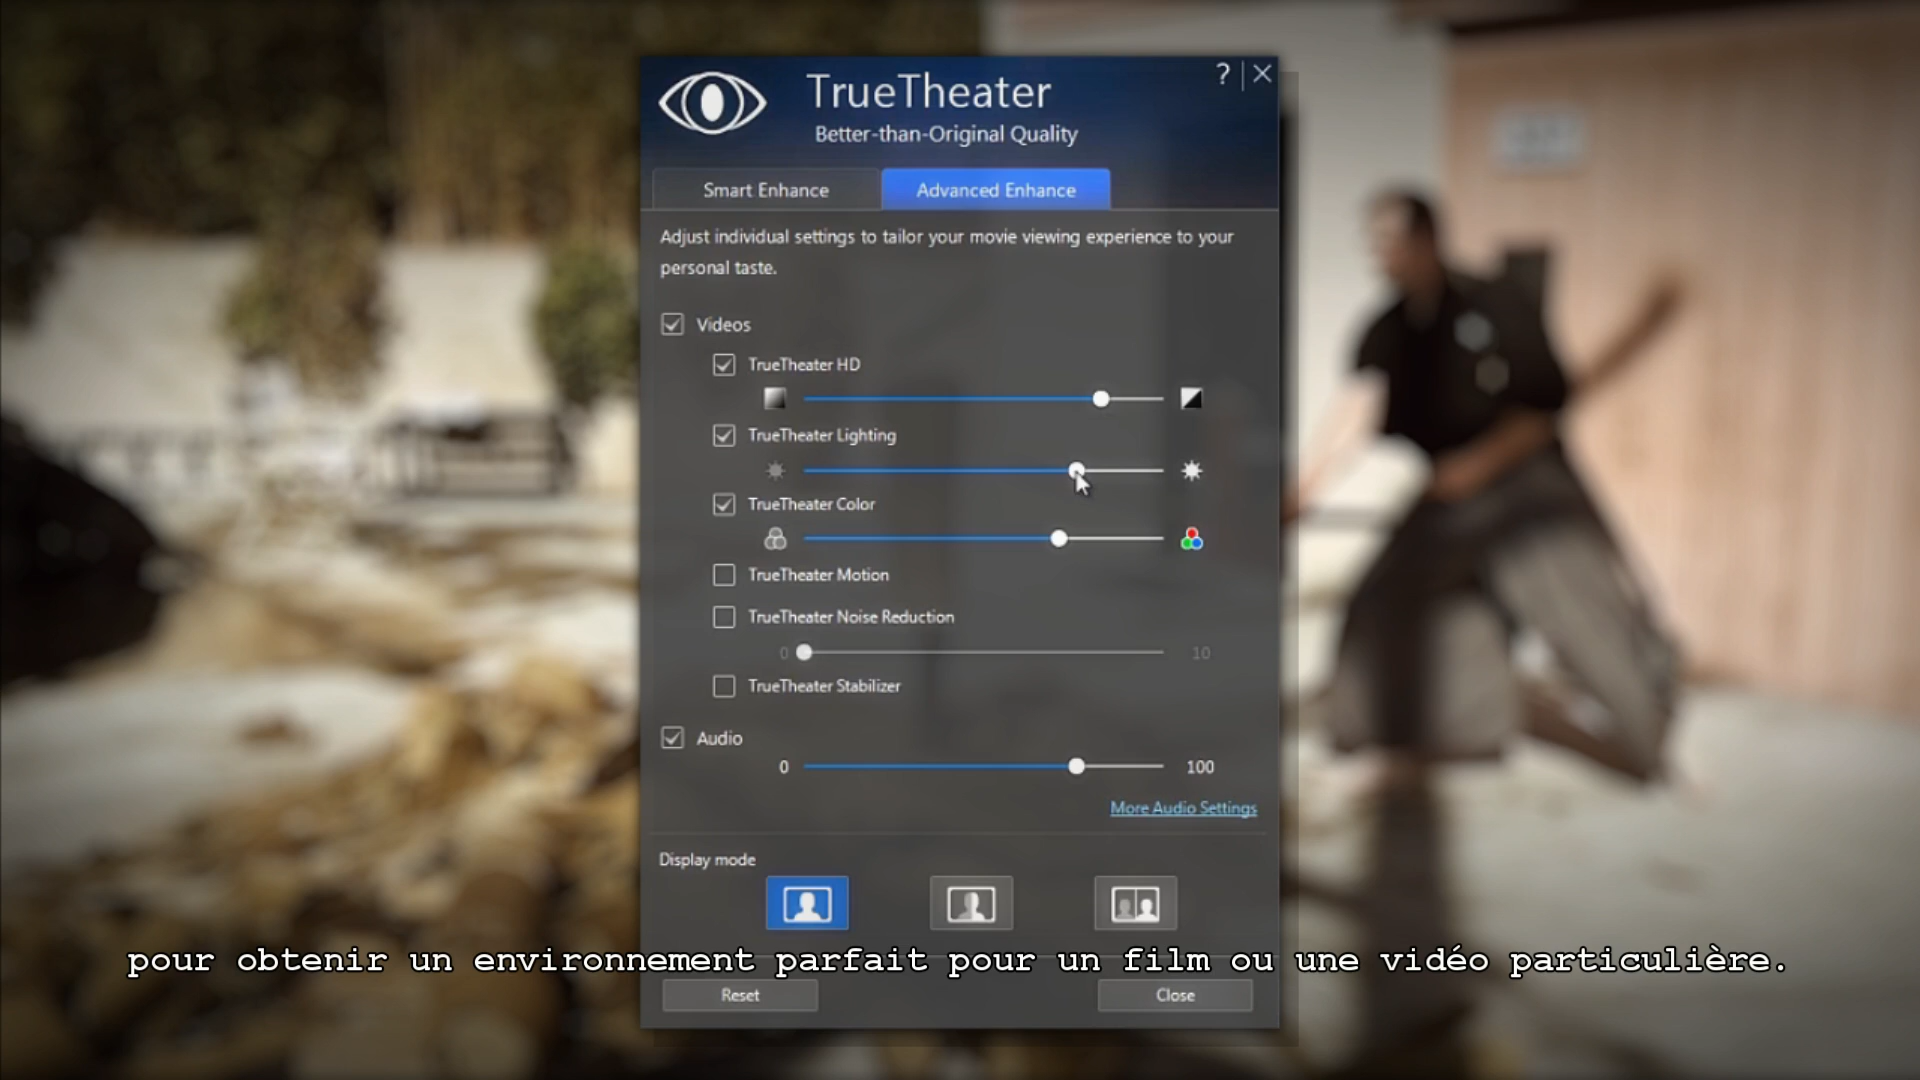 TrueTheater
? ×
Better-than-Original Quality
Smart Enhance Advanced Enhance
Adjust individual settings to tailor your movie viewing experience to your
personal taste.
Videos
TrueTheater HD
TrueTheater Lighting
TrueTheater Color
TrueTheater Motion
TrueTheater Noise Reduction
0 10
TrueTheater Stabilizer
Audio
0 100
More Audio Settings
Display mode
pour obtenir un environnement parfait pour un film ou une vidéo particulière.
Reset Close